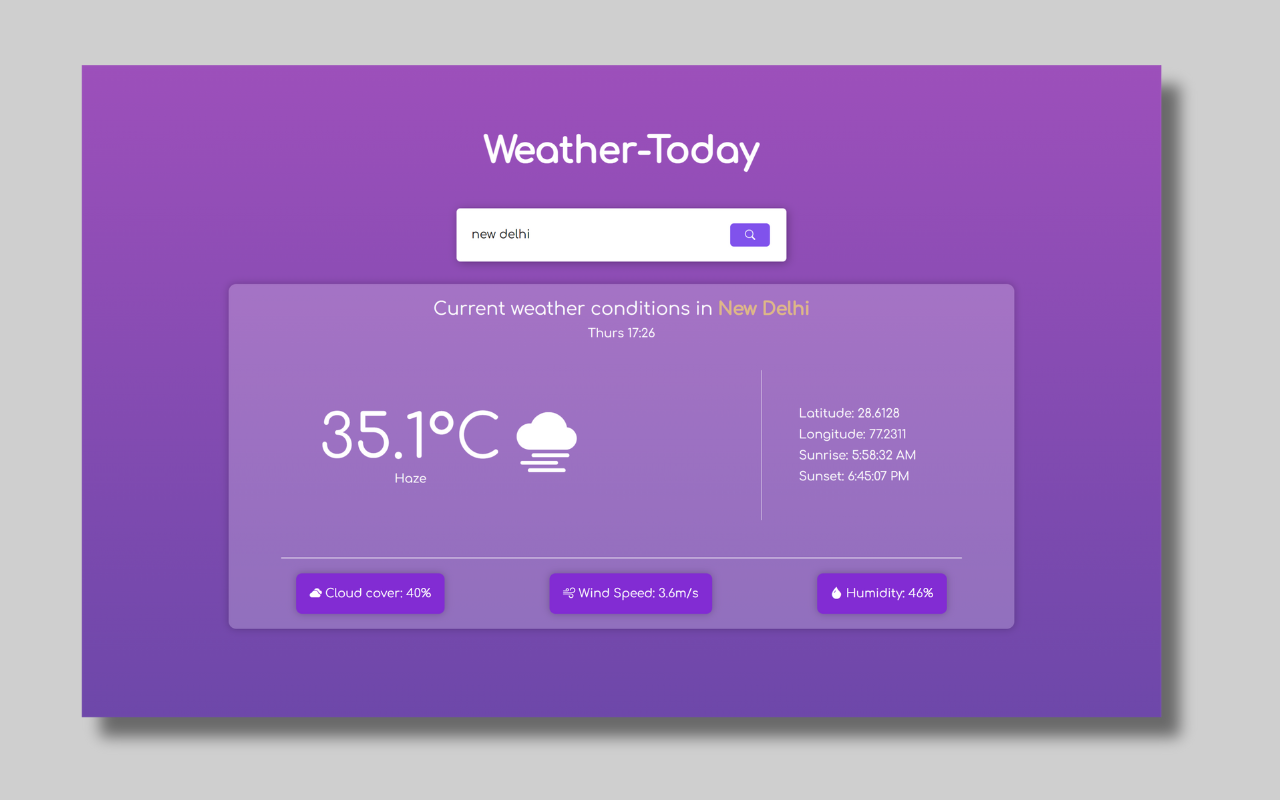 Weather-Today
new delhi
Current weather conditions in New Delhi
Thurs 17:26
35.1°C
Haze
Latitude: 28.6128
Longitude: 77.2311
Sunrise: 5:58:32 AM
Sunset: 6:45:07 PM
Cloud cover: 40%
Wind Speed: 3.6m/s
Humidity: 46%